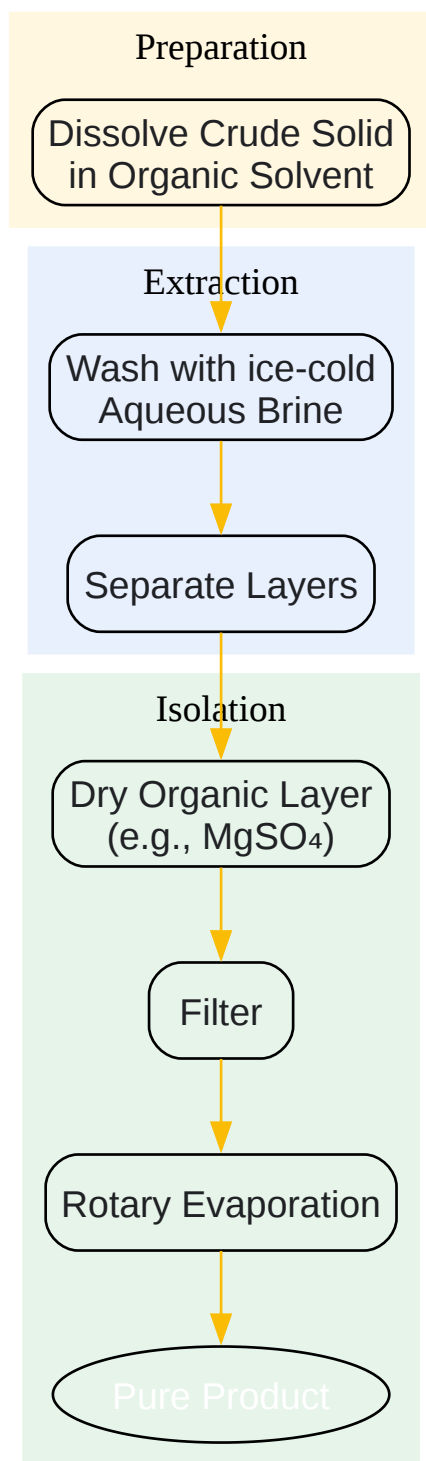 Preparation
Dissolve Crude Solid
in Organic Solvent
Extraction
Wash with ice-cold
Aqueous Brine
Separate Layers
Isolation
Dry Organic Layer
(e.g., MgSO₄)
Filter
Rotary Evaporation
Pure Product